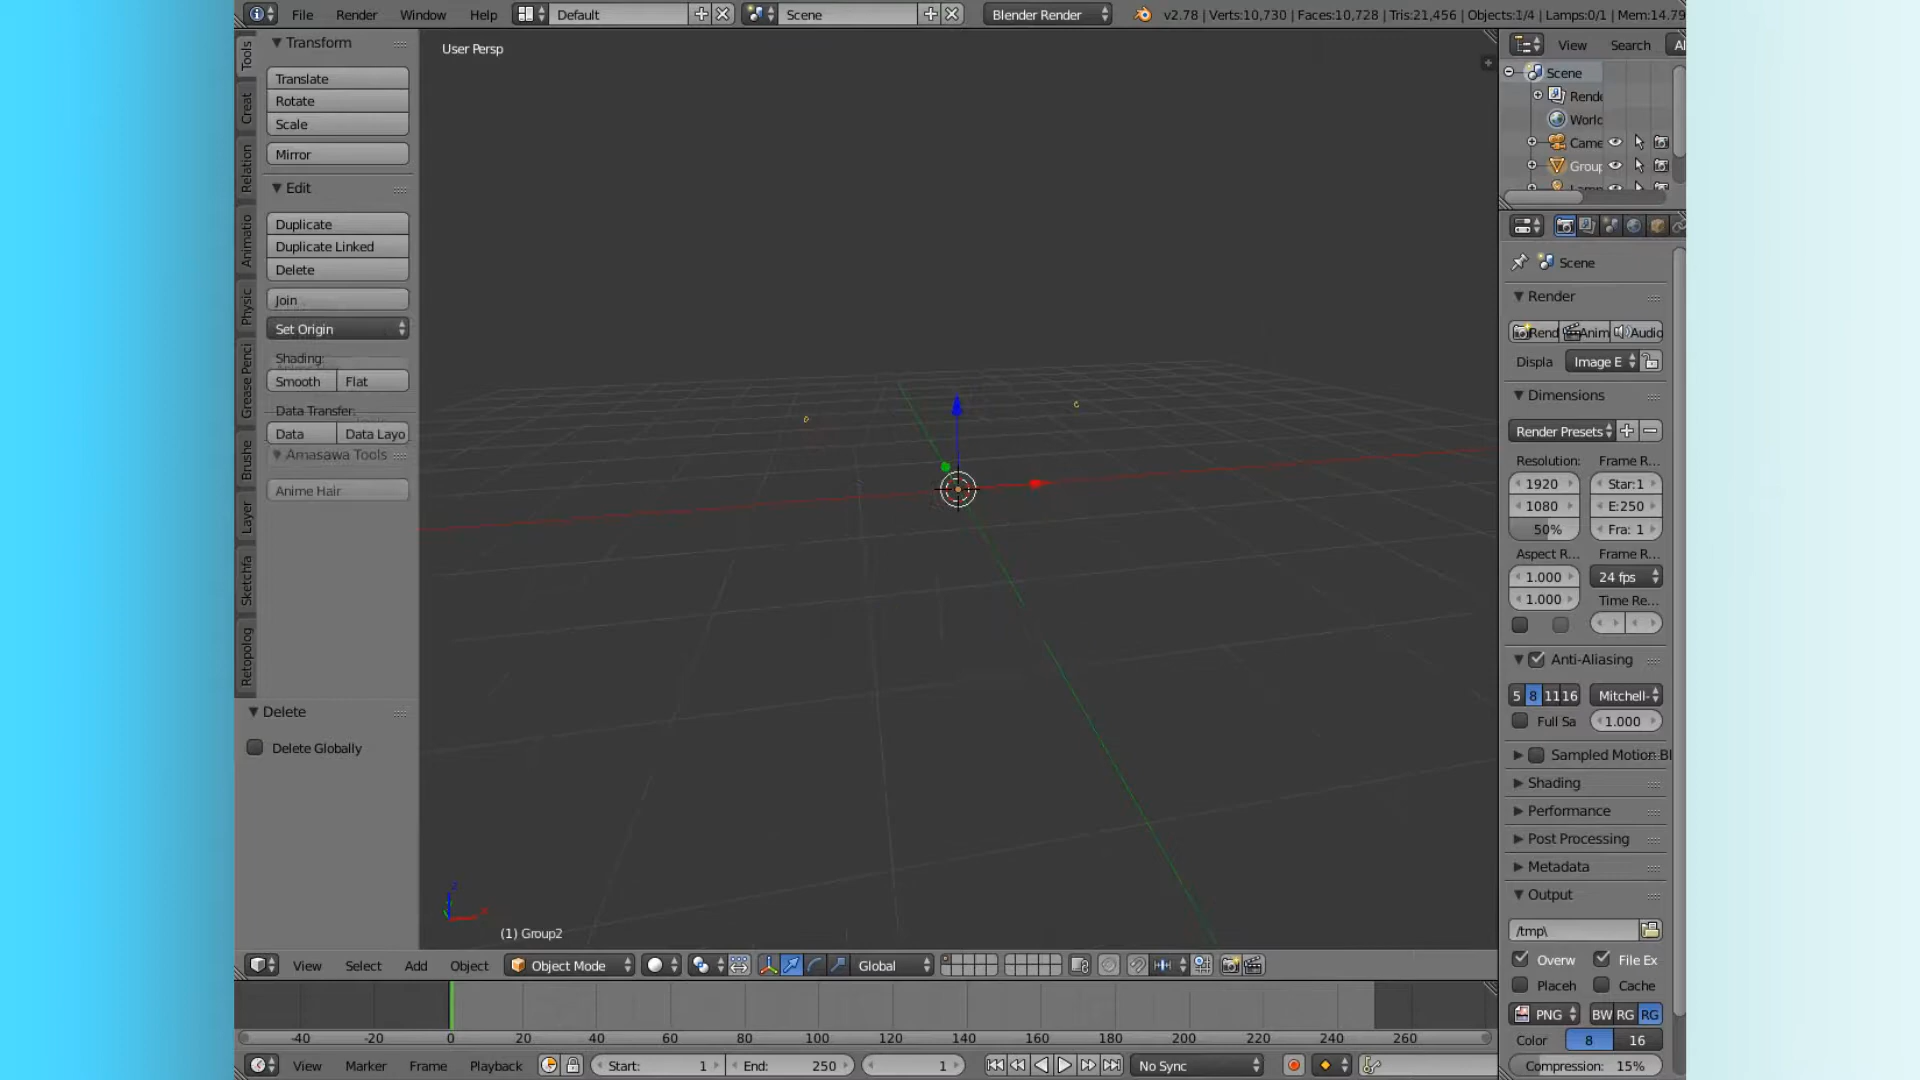 File Render Window Help Default Scene Blender Render v2.78 | Verts:10,730 | Faces:10,728 | Tris:21,456 | Objects:1/4 | Lamps:0/1 | Mem:14.79
Tools
Creat
Relation
Animatio
Physic
Grease Penci
Brushe
Layer
Sketchfa
Retopolog
Transform
Translate
Rotate
Scale
Mirror
Edit
Duplicate
Duplicate Linked
Delete
Join
Set Origin
Shading:
Smooth Flat
Data Transfer:
Data Data Layo
Amasawa Tools
Anime Hair
Delete
Delete Globally
User Persp
(1) Group2
View Select Add Object Object Mode Global
-40 -20 0 20 40 60 80 100 120 140 160 180 200 220 240 260
View Marker Frame Playback Start: 1 End: 250 1 No Sync
View Search Al
Scene
Rende
World
Came
Group
Lamp
Scene
Render
Rend Anim Audio
Displa Image E
Dimensions
Render Presets
Resolution: Frame R...
1920 Star:1
1080 E:250
50% Fra: 1
Aspect R... Frame R...
1.000 24 fps
1.000 Time Re...
Anti-Aliasing
5 8 11 16 Mitchell-
Full Sa 1.000
Sampled Motion Bl
Shading
Performance
Post Processing
Metadata
Output
/tmp\
Overw File Ex
Placeh Cache
PNG BW RG RG
Color 8 16
Compression: 15%